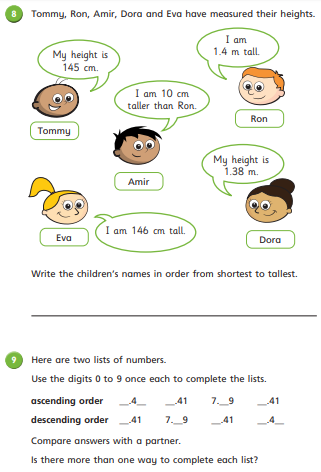 8 Tommy, Ron, Amir, Dora and Eva have measured their heights.
My height is
145 cm.
Tommy
I am 10 cm
taller than Ron.
Amir
I am
1.4 m tall.
Ron
I am 146 cm tall.
Eva
My height is
1.38 m.
Dora
Write the children's names in order from shortest to tallest.
9 Here are two lists of numbers.
Use the digits 0 to 9 once each to complete the lists.
ascending order __.4__ __.41 7.__9 __.41
descending order __.41 7.__9 __.41 __.4__
Compare answers with a partner.
Is there more than one way to complete each list?